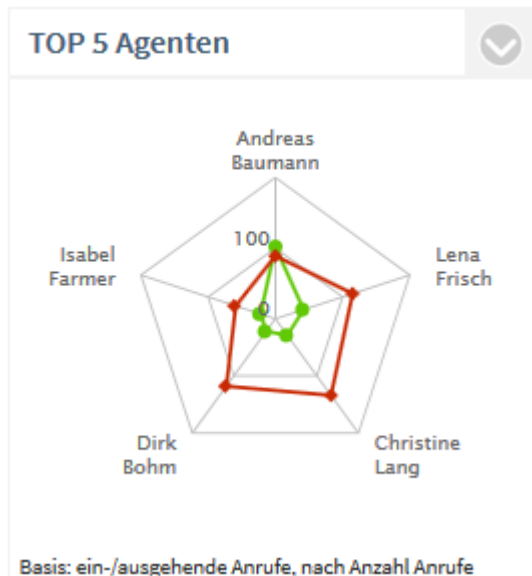 TOP 5 Agenten
Andreas
Baumann
100
Isabel
Farmer
Lena
Frisch
0
Dirk
Bohm
Christine
Lang
Basis: ein-/ausgehende Anrufe, nach Anzahl Anrufe